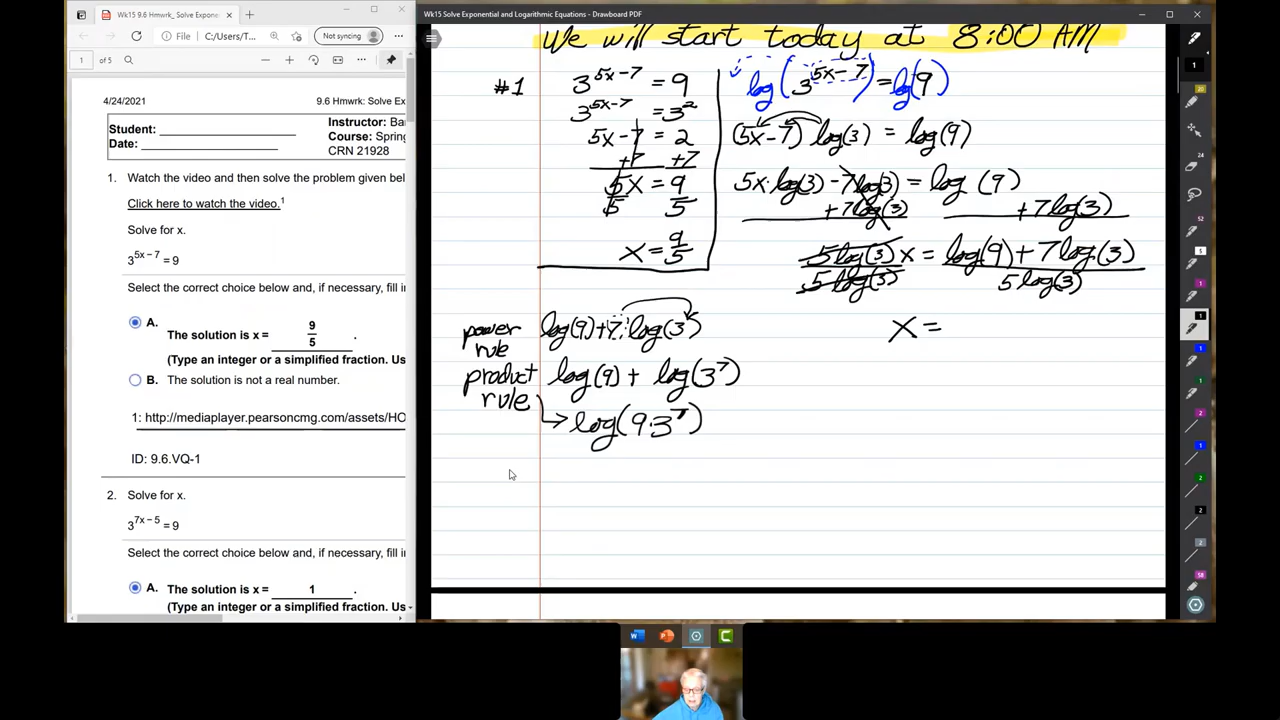 Wk15 9.6 Hmwrk_ Solve Expone
File
C:/Users/T...
Not syncing
1 of 5
4/24/2021
9.6 Hmwrk: Solve Ex
Student:
Date:
Instructor: Ba
Course: Spring
CRN 21928
1. Watch the video and then solve the problem given bel
Click here to watch the video.¹
Solve for x.
3^(5x – 7) = 9
Select the correct choice below and, if necessary, fill in
A. The solution is x = 9/5 .
(Type an integer or a simplified fraction. Us
B. The solution is not a real number.
1: http://mediaplayer.pearsoncmg.com/assets/HO
ID: 9.6.VQ-1
2. Solve for x.
3^(7x – 5) = 9
Select the correct choice below and, if necessary, fill in
A. The solution is x = 1 .
(Type an integer or a simplified fraction. Us
Wk15 Solve Exponential and Logarithmic Equations - Drawboard PDF
We will start today at 8:00 AM
#1
3^(5x-7) = 9
3^(5x-7) = 3^2
5x-7 = 2
+7 +7
5x = 9
5 5
x = 9/5
log(3^(5x-7)) = log(9)
(5x-7) log(3) = log(9)
5x·log(3) - 7log(3) = log (9)
+7log(3) +7log(3)
5log(3)x = log(9) + 7log(3)
5log(3) 5log(3)
x =
power rule
log(9)+7·log(3)
product rule
log(9) + log(3^7)
→ log(9·3^7)